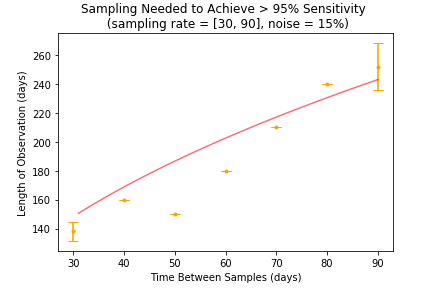 Sampling Needed to Achieve > 95% Sensitivity
(sampling rate = [30, 90], noise = 15%)
260
240
220
200
180
160
140
Length of Observation (days)
30 40 50 60 70 80 90
Time Between Samples (days)